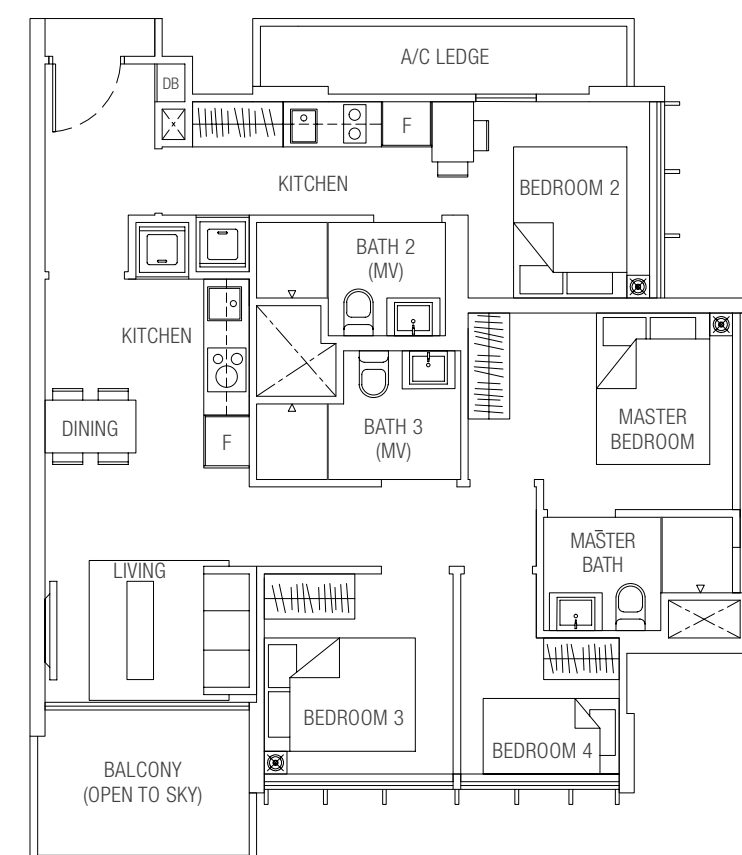 A/C LEDGE
DB
F
KITCHEN
BEDROOM 2
BATH 2
(MV)
KITCHEN
DINING
F
BATH 3
(MV)
MASTER
BEDROOM
LIVING
MASTER
BATH
BEDROOM 3
BEDROOM 4
BALCONY
(OPEN TO SKY)